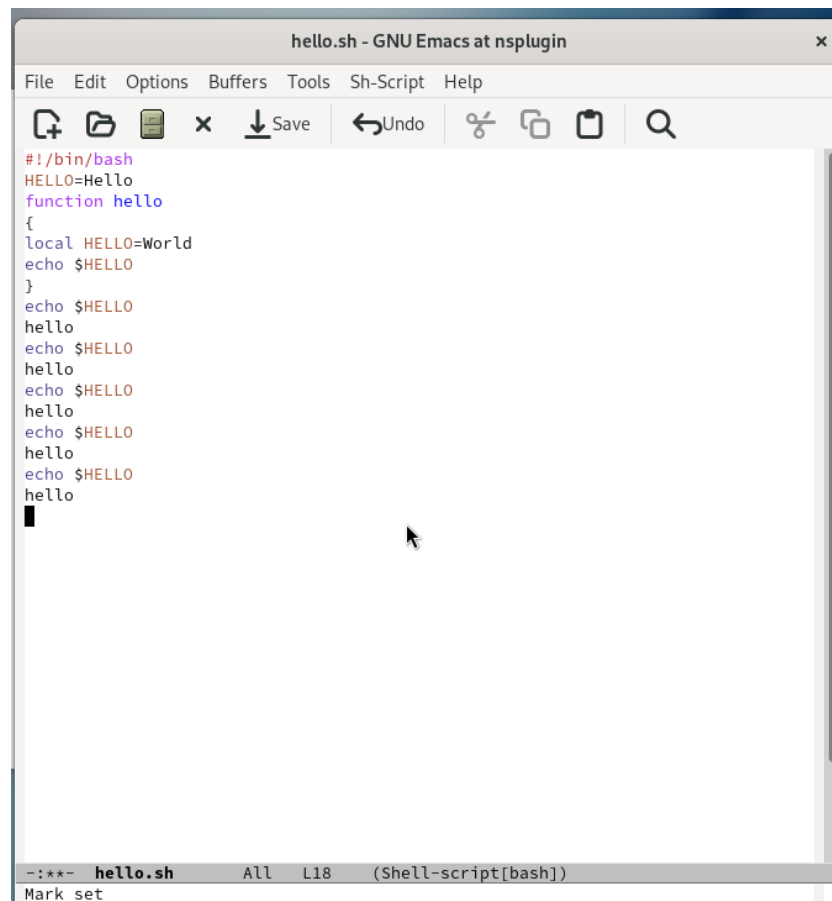 hello.sh - GNU Emacs at nsplugin ×
File Edit Options Buffers Tools Sh-Script Help
Save Undo
#!/bin/bash
HELLO=Hello
function hello
{
local HELLO=World
echo $HELLO
}
echo $HELLO
hello
echo $HELLO
hello
echo $HELLO
hello
echo $HELLO
hello
echo $HELLO
hello
-:**- hello.sh All L18 (Shell-script[bash])
Mark set